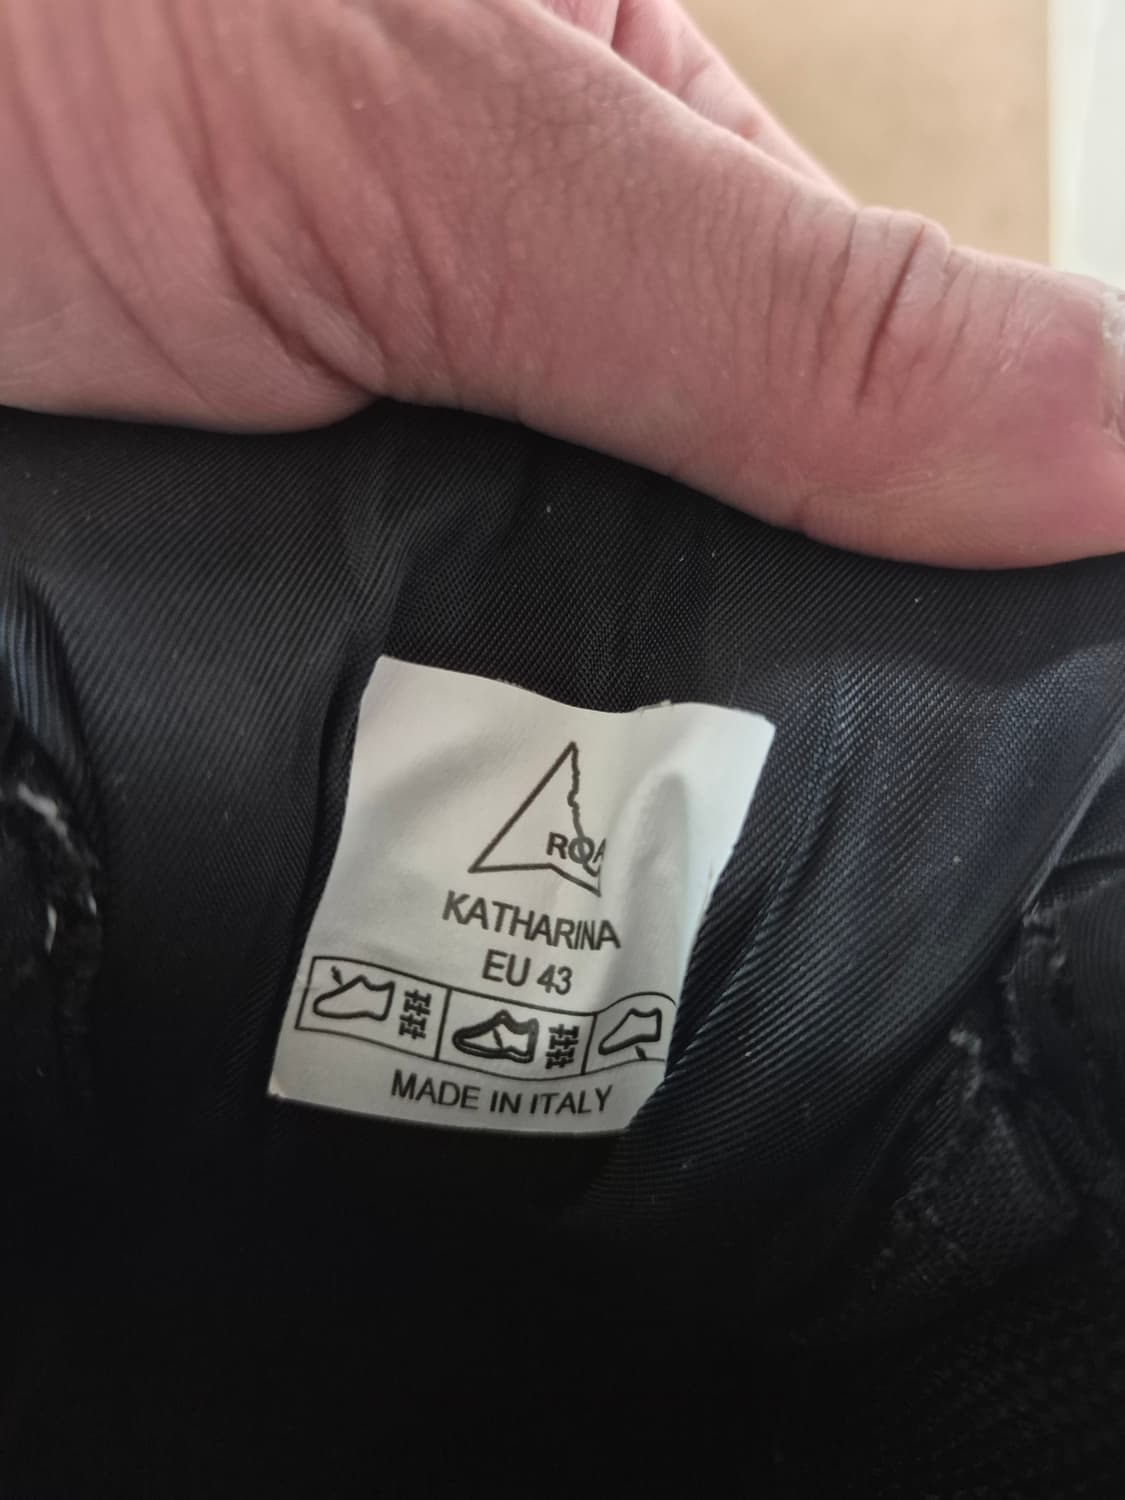 ROA
KATHARINA
EU 43
MADE IN ITALY